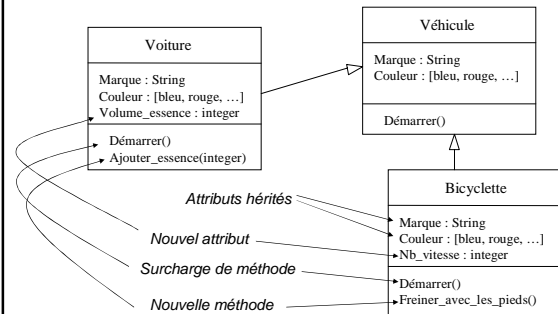 Voiture
Marque : String
Couleur : [bleu, rouge, …]
Volume_essence : integer
Démarrer()
Ajouter_essence(integer)
Véhicule
Marque : String
Couleur : [bleu, rouge, …]
Démarrer()
Bicyclette
Marque : String
Couleur : [bleu, rouge, …]
Nb_vitesse : integer
Démarrer()
Freiner_avec_les_pieds()
Attributs hérités
Nouvel attribut
Surcharge de méthode
Nouvelle méthode